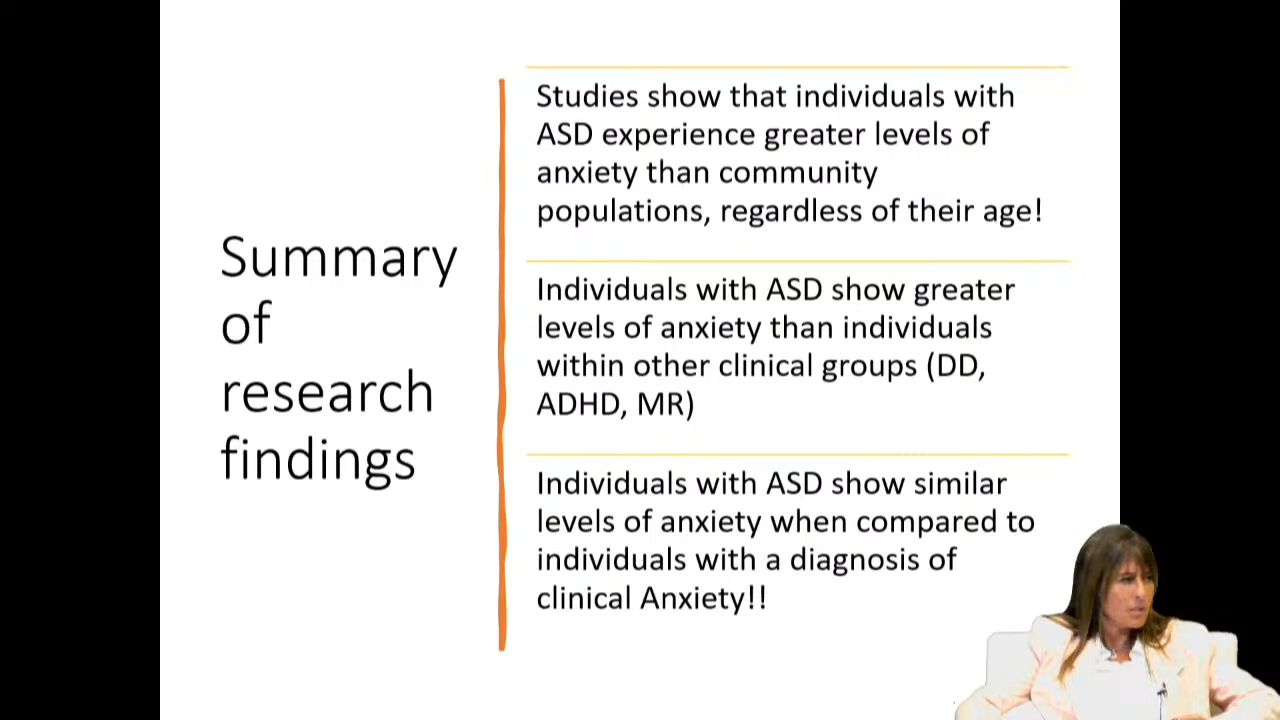 Summary
of
research
findings
Studies show that individuals with
ASD experience greater levels of
anxiety than community
populations, regardless of their age!
Individuals with ASD show greater
levels of anxiety than individuals
within other clinical groups (DD,
ADHD, MR)
Individuals with ASD show similar
levels of anxiety when compared to
individuals with a diagnosis of
clinical Anxiety!!